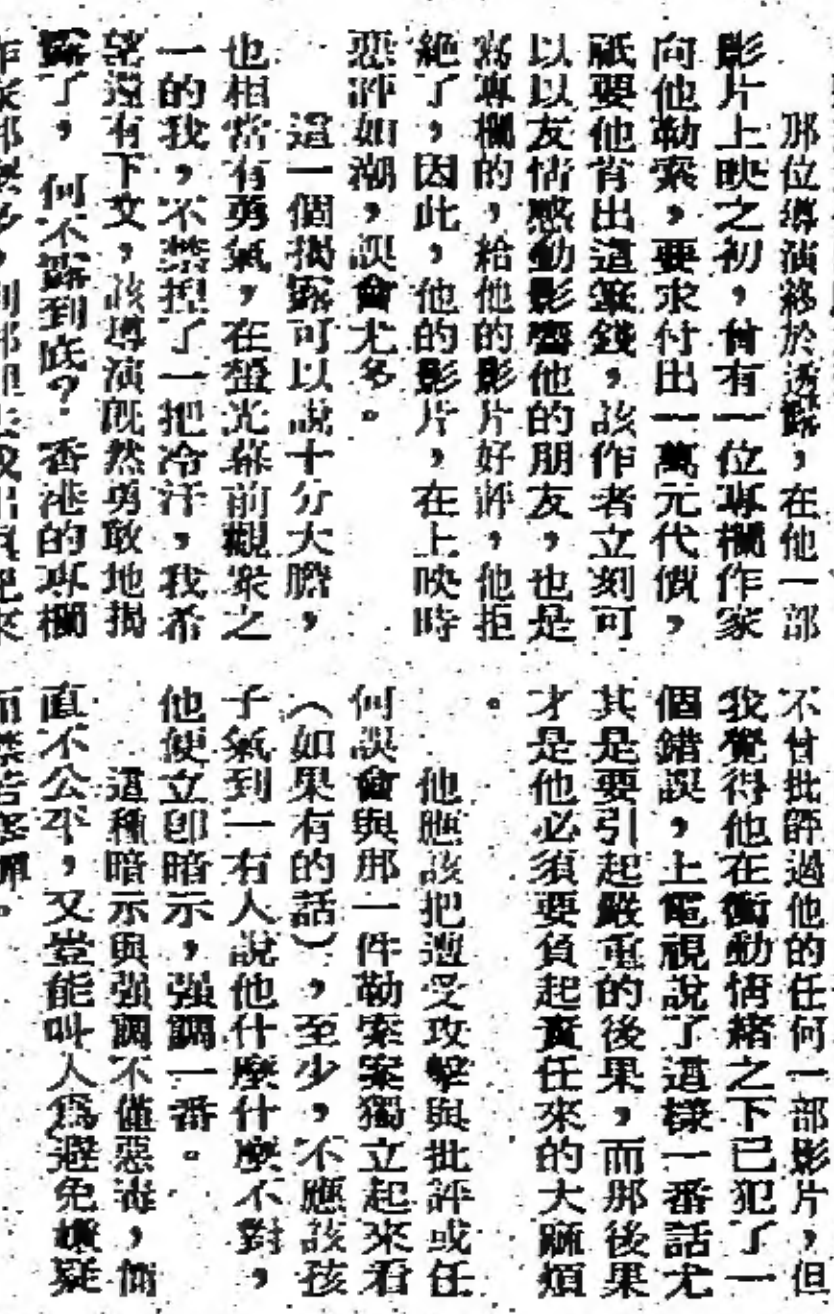 那位導演終於透露，在他一部
影片上映之初，曾有一位專欄作家
向他勒索，要求付出一萬元代價，
祇要他肯出這筆錢，該作者立刻可
以以友情感動影響他的朋友，也是
寫專欄的，給他的影片好評，他拒
絕了，因此，他的影片，在上映時
惡評如潮，誤會尤多。
這一個揭露可以說十分大膽，
也相當有勇氣，在螢光幕前觀衆之
一的我，不禁揑了一把冷汗，我希
望還有下文，該導演旣然勇敢地揭
露了，何不露到底？香港的專欄
不曾批評過他的任何一部影片，但
我覺得他在衝動情緖之下已犯了一
個錯誤，上電視說了這樣一番話尤
其是要引起嚴重的後果，而那後果
才是他必須要負起責任來的大麻煩
。
他應該把遭受攻擊與批評或任
何誤會與那一件勒索案獨立起來看
（如果有的話），至少，不應該孩
子氣到一有人說他什麼什麼不對，
他便立卽暗示，强調一番。
這種暗示與强調不僅惡毒，簡
直不公平，又豈能叫人爲避免嫌疑